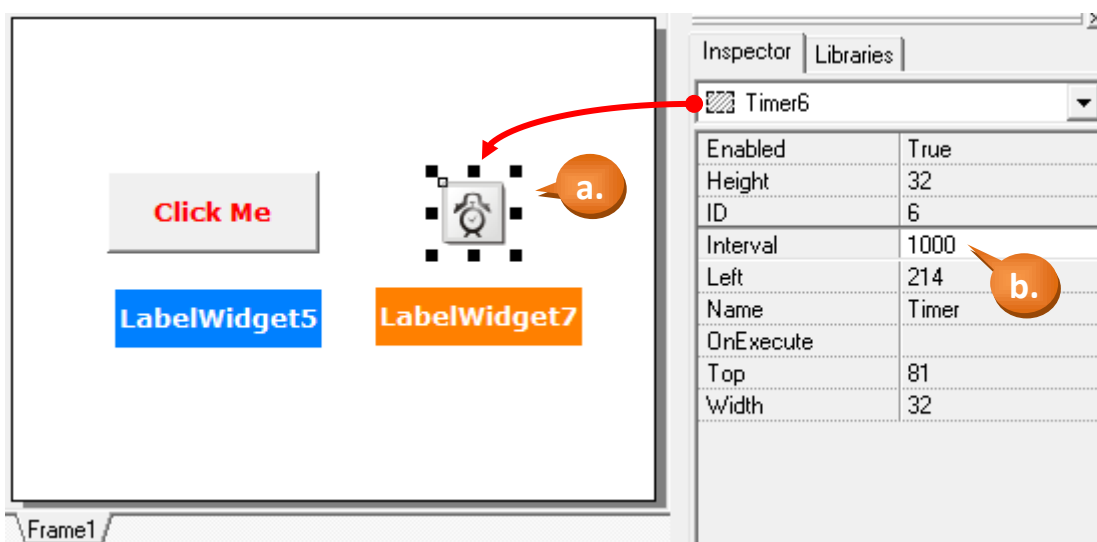 Inspector Libraries
Timer6
Enabled True
Height 32
ID 6
Interval 1000
Left 214
Name Timer
OnExecute
Top 81
Width 32
a.
b.
Click Me
LabelWidget5 LabelWidget7
Frame1